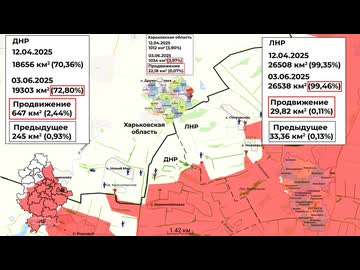 ДНР
12.04.2025
18656 км² (70,36%)
03.06.2025
19303 км² (72,80%)
Продвижение
647 км² (2,44%)
Предыдущее
245 км² (0,93%)
Харьковская область
12.04.2025
1012 км² (3,90%)
03.06.2025
1034 км² (3,97%)
Продвижение
22,18 км² (0,07%)
ЛНР
12.04.2025
26508 км² (99,35%)
03.06.2025
26538 км² (99,46%)
Продвижение
29,82 км² (0,11%)
Предыдущее
33,36 км² (0,13%)
Харьковская
область
ЛНР
ДНР
1.42 км